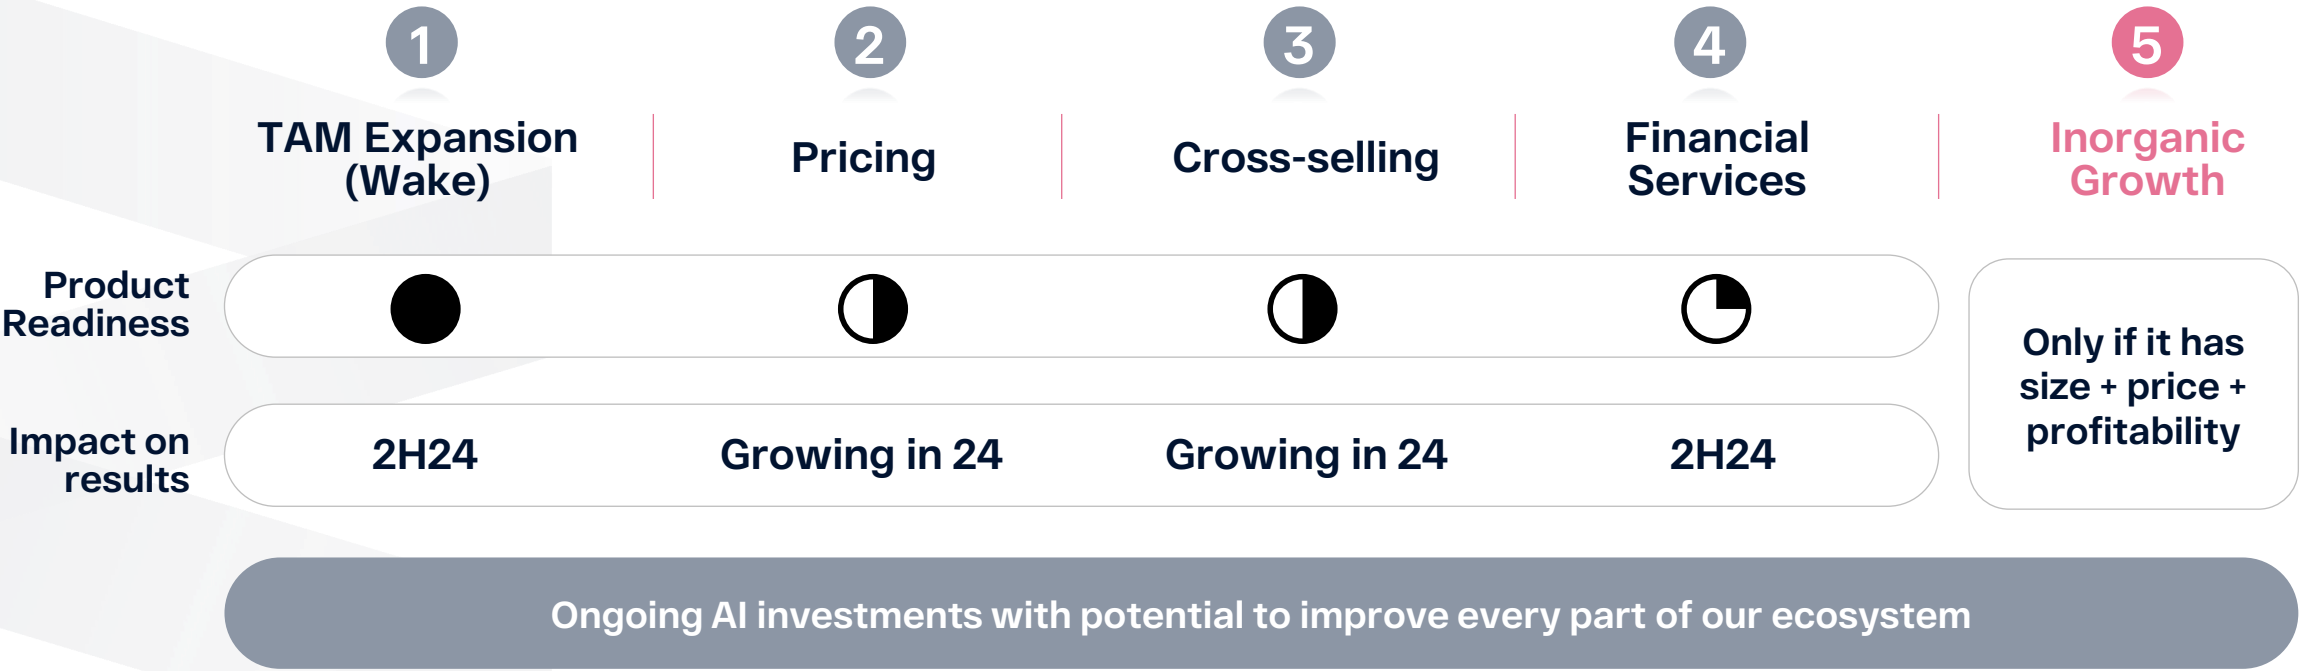 1
2
3
4
5
TAM Expansion
(Wake)
Pricing
Cross-selling
Financial
Services
Inorganic
Growth
Product
Readiness
Impact on
results
2H24
Growing in 24
Growing in 24
2H24
Only if it has
size + price +
profitability
Ongoing AI investments with potential to improve every part of our ecosystem